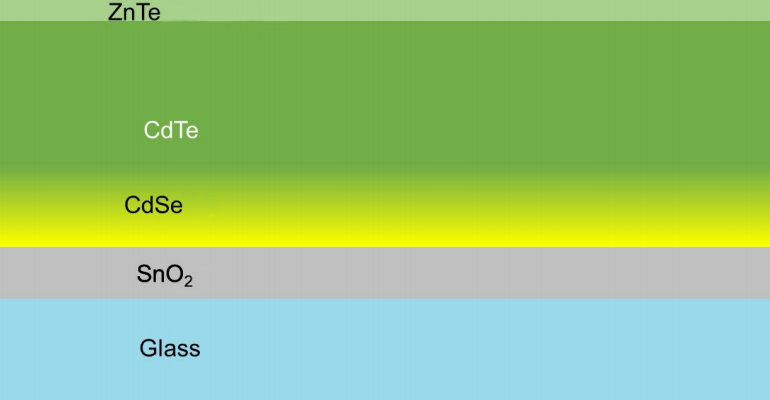 ZnTe
CdTe
CdSe
SnO₂
Glass